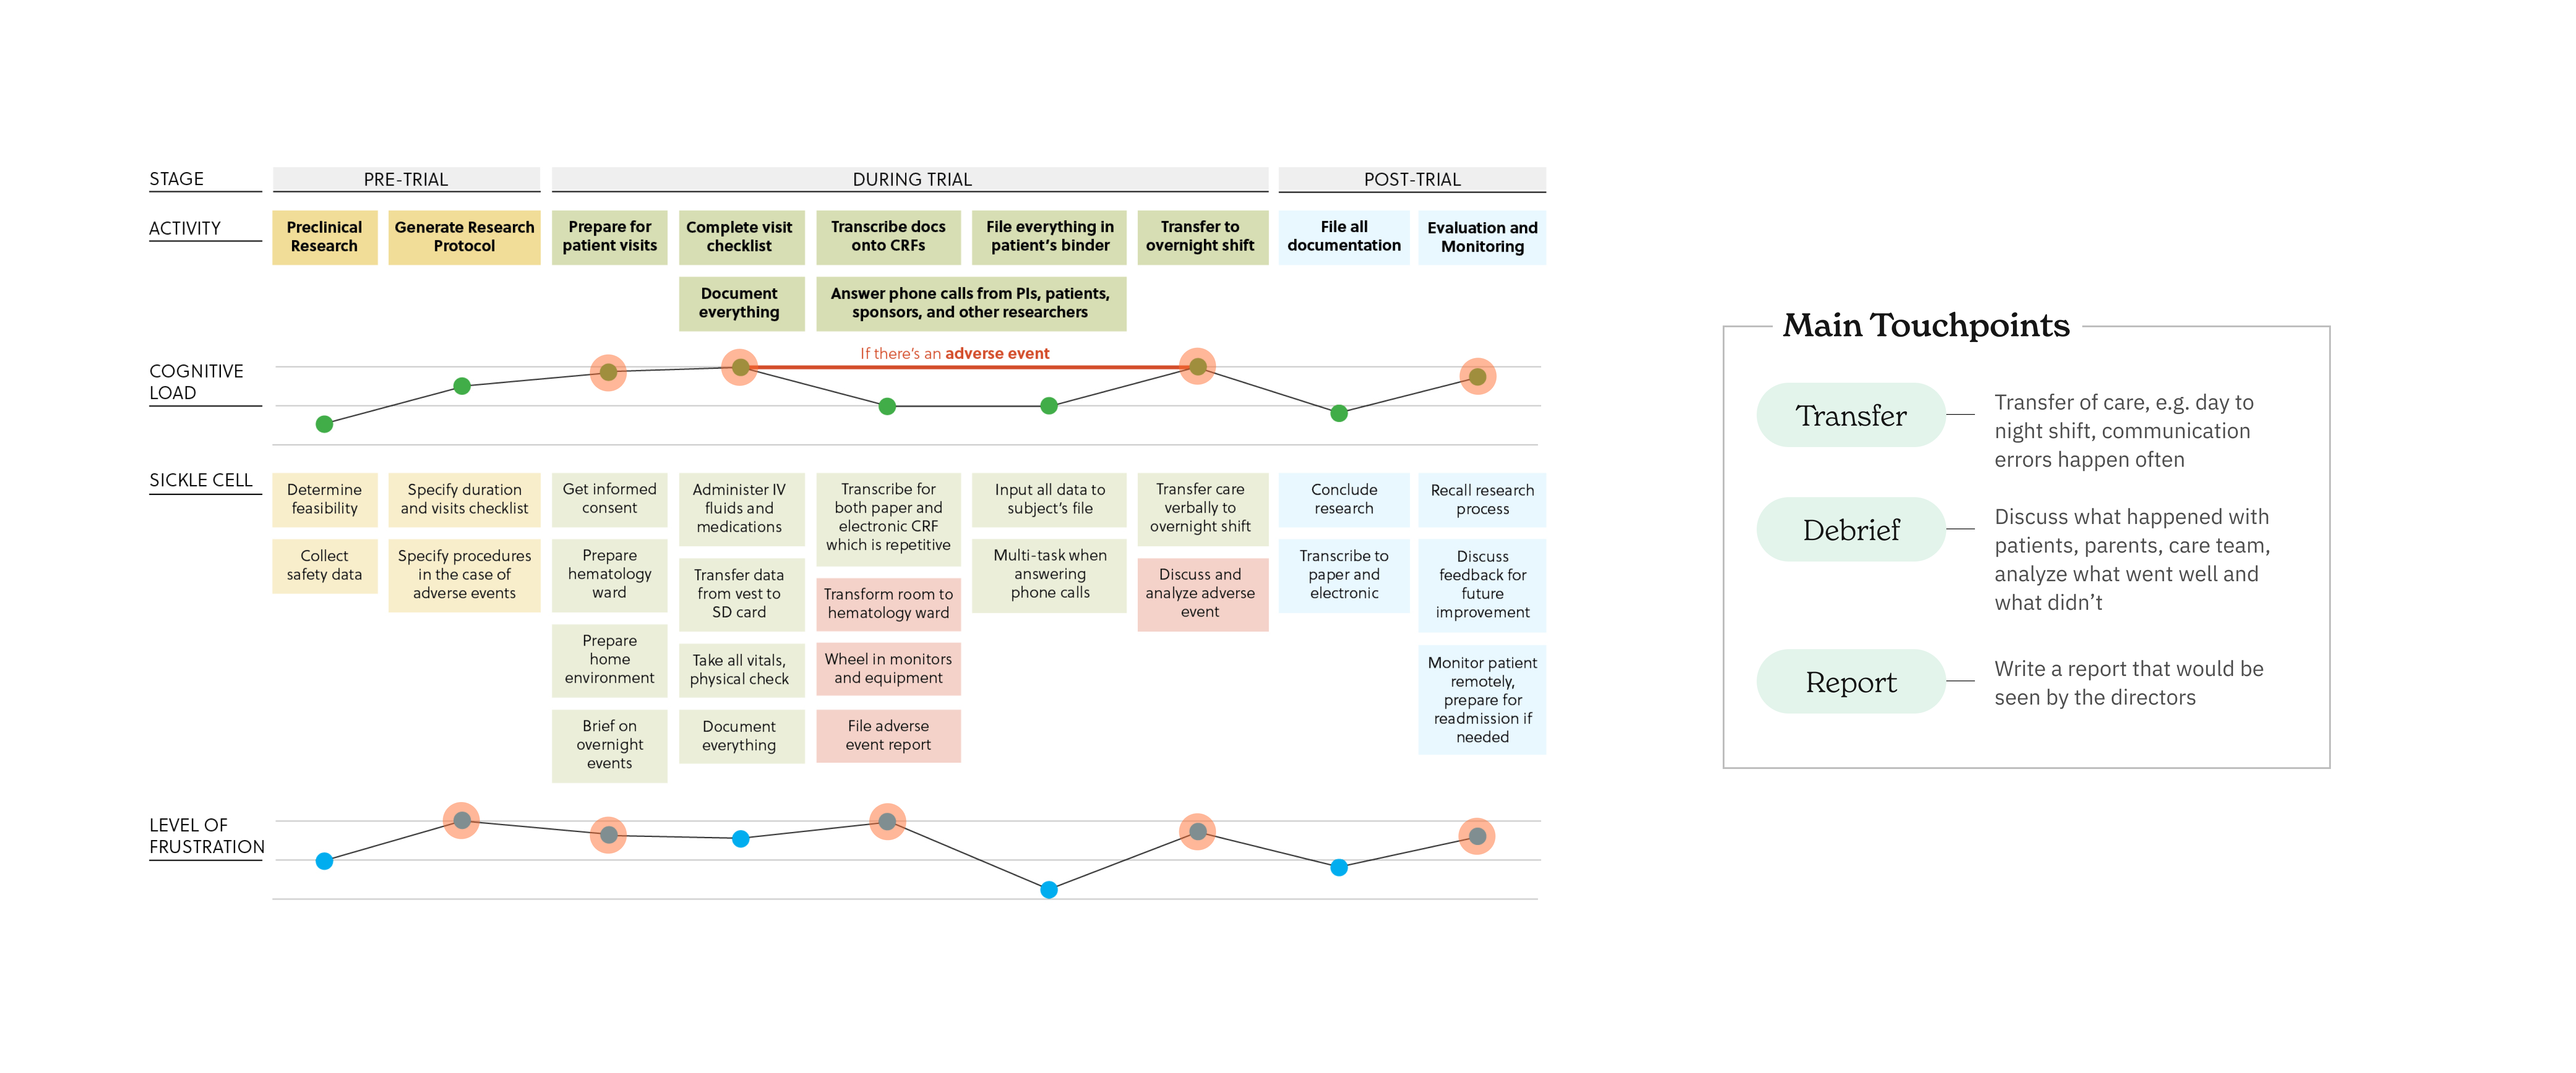 STAGE
PRE-TRIAL
DURING TRIAL
POST-TRIAL
ACTIVITY
Preclinical
Research
Generate Research
Protocol
Prepare for
patient visits
Complete visit
checklist
Transcribe docs
onto CRFs
File everything in
patient's binder
Transfer to
overnight shift
File all
documentation
Evaluation and
Monitoring
Document
everything
Answer phone calls from PIs, patients,
sponsors, and other researchers
If there's an adverse event
COGNITIVE
LOAD
SICKLE CELL
Determine
feasibility
Collect
safety data
Specify duration
and visits checklist
Specify procedures
in the case of
adverse events
Get informed
consent
Prepare
hematology
ward
Prepare
home
environment
Brief on
overnight
events
Administer IV
fluids and
medications
Transfer data
from vest to
SD card
Take all vitals,
physical check
Document
everything
Transcribe for
both paper and
electronic CRF
which is repetitive
Transform room to
hematology ward
Wheel in monitors
and equipment
File adverse
event report
Input all data to
subject's file
Multi-task when
answering
phone calls
Transfer care
verbally to
overnight shift
Discuss and
analyze adverse
event
Conclude
research
Transcribe to
paper and
electronic
Recall research
process
Discuss
feedback for
future
improvement
Monitor patient
remotely,
prepare for
readmission if
needed
LEVEL OF
FRUSTRATION
Main Touchpoints
Transfer
Transfer of care, e.g. day to
night shift, communication
errors happen often
Debrief
Discuss what happened with
patients, parents, care team,
analyze what went well and
what didn't
Report
Write a report that would be
seen by the directors